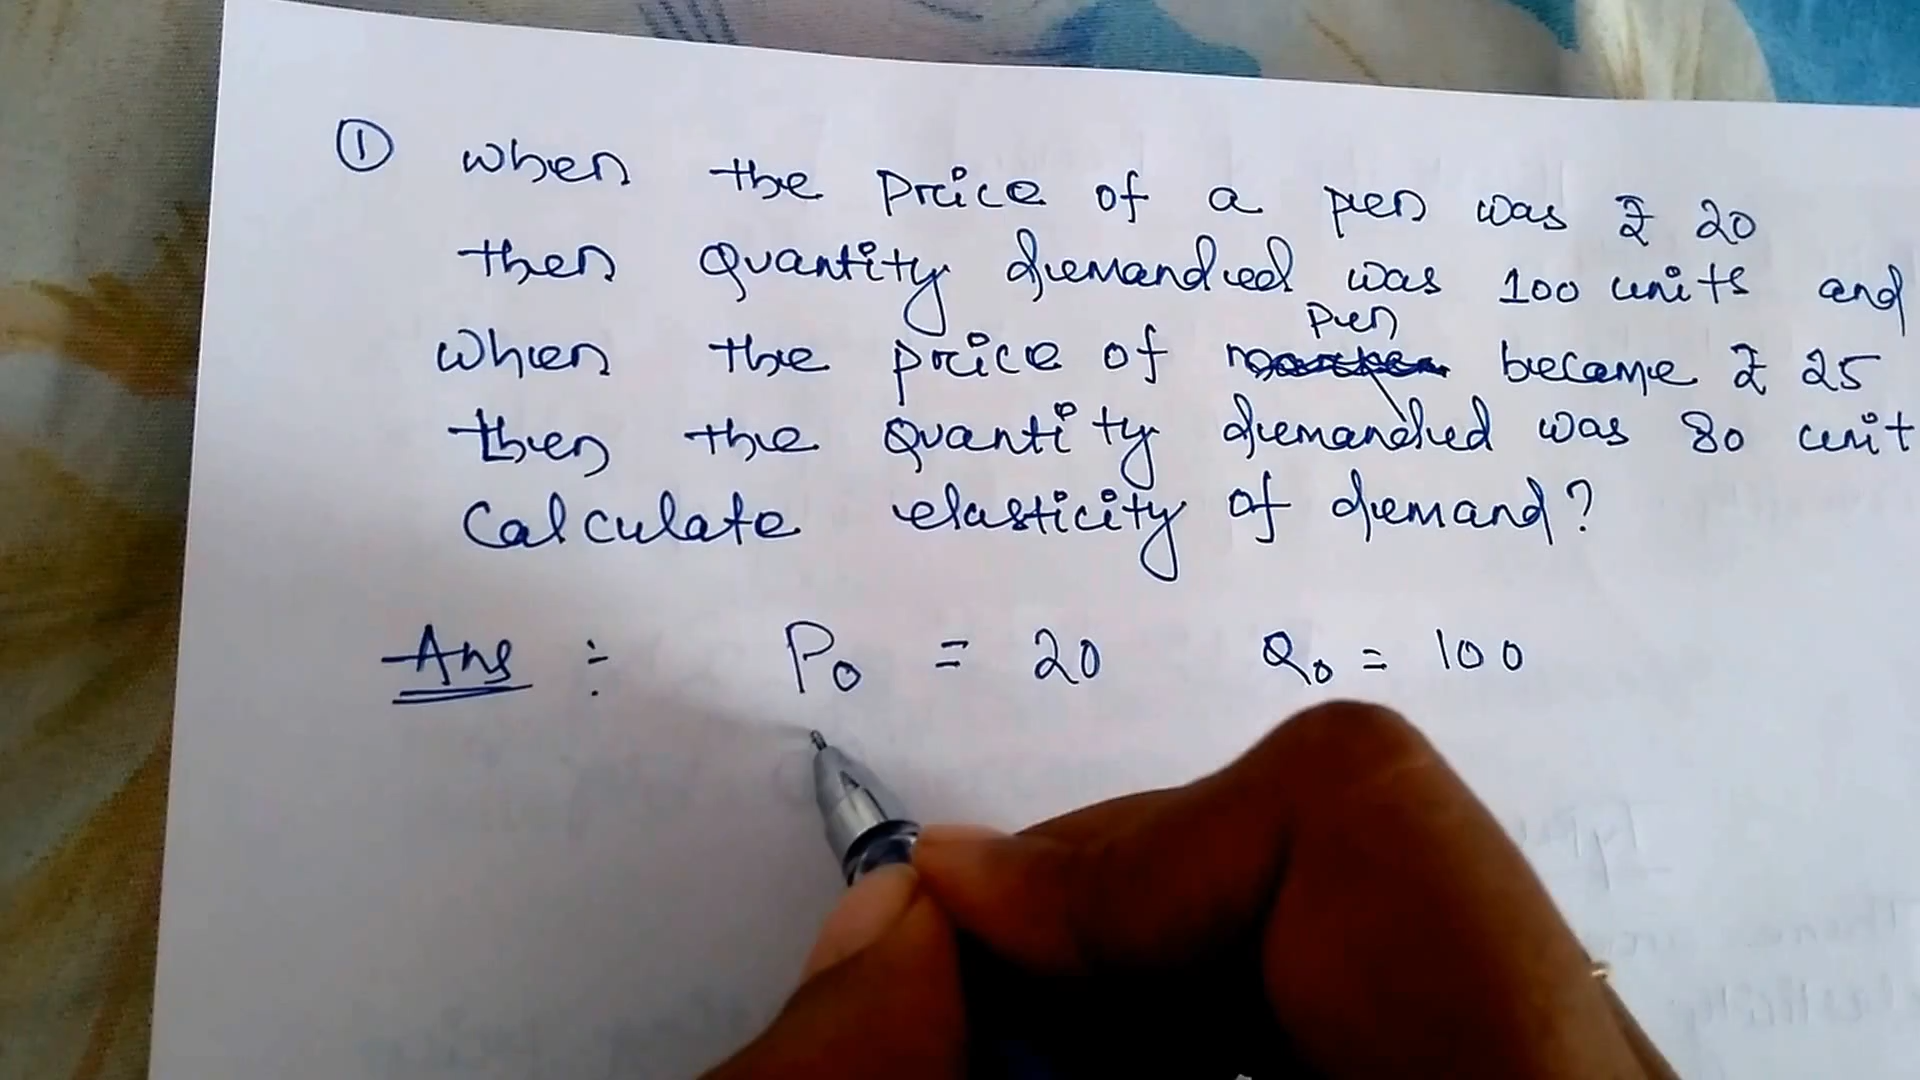 ① When the price of a pen was ₹ 20
then quantity demanded was 100 units and
pen
when the price of became ₹ 25
then the quantity demanded was 80 unit
Calculate elasticity of demand?
Ans ÷ P₀ = 20 Q₀ = 100